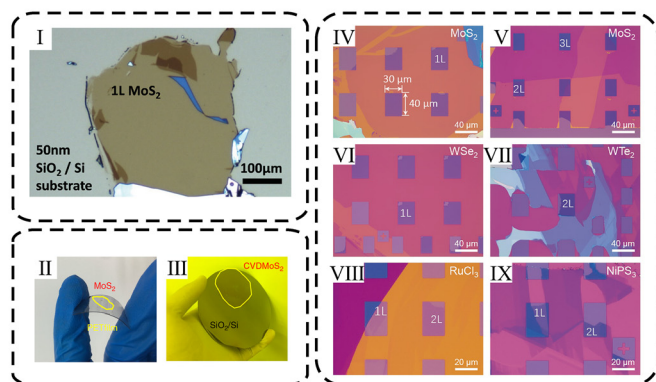 I
1L MoS₂
50nm
SiO₂ / Si
substrate
100μm
II
MoS₂
PET film
III
CVDMoS₂
SiO₂/Si
IV
MoS₂
1L
30 μm
40 μm
40 μm
V
MoS₂
3L
2L
40 μm
VI
WSe₂
1L
40 μm
VII
WTe₂
2L
40 μm
VIII
RuCl₃
1L
2L
20 μm
IX
NiPS₃
1L
2L
20 μm